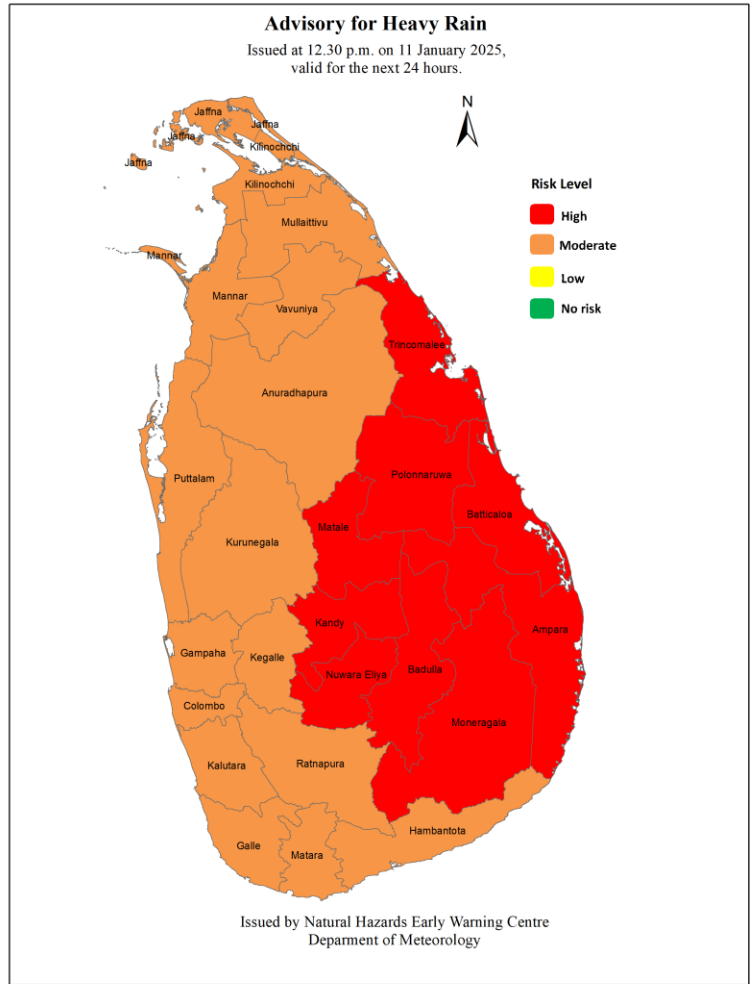 Advisory for Heavy Rain
Issued at 12.30 p.m. on 11 January 2025,
valid for the next 24 hours.
N
Jaffna
Jaffna
Jaffna
Kilinochchi
Jaffna
Kilinochchi
Mullaittivu
Mannar
Mannar
Vavuniya
Trincomalee
Anuradhapura
Puttalam
Polonnaruwa
Batticaloa
Matale
Kurunegala
Kandy
Ampara
Gampaha
Kegalle
Nuwara Eliya
Badulla
Colombo
Moneragala
Kalutara
Ratnapura
Hambantota
Galle
Matara
Risk Level
High
Moderate
Low
No risk
Issued by Natural Hazards Early Warning Centre
Deparment of Meteorology